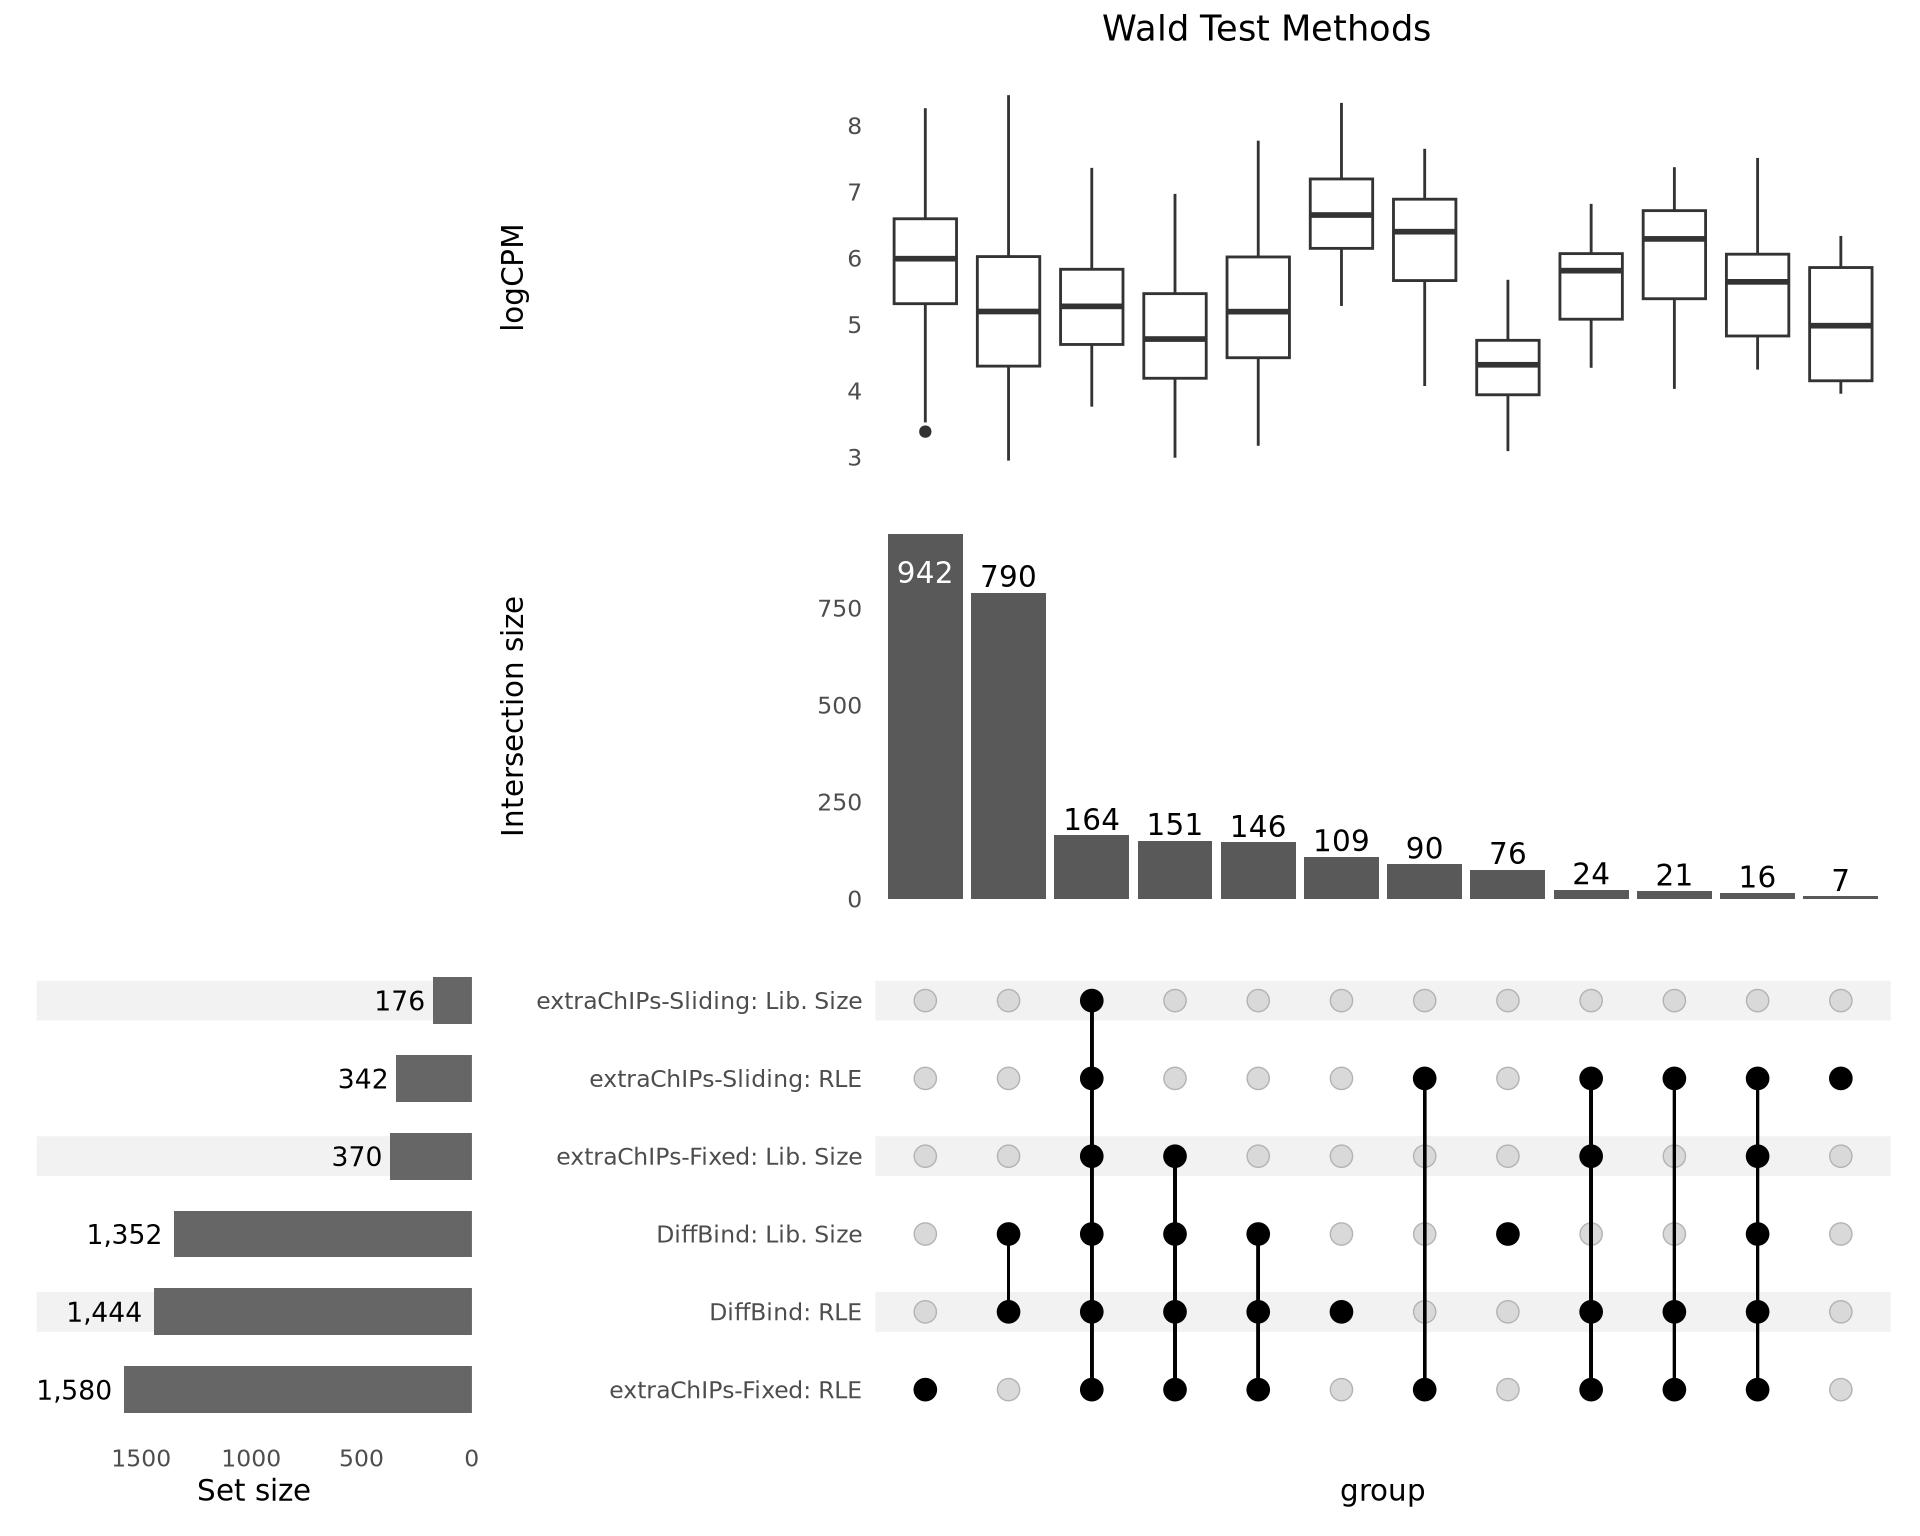 Wald Test Methods
logCPM
8
7
6
5
4
3
Intersection size
750
500
250
0
942
790
164
151
146
109
90
76
24
21
16
7
176
extraChIPs-Sliding: Lib. Size
342
extraChIPs-Sliding: RLE
370
extraChIPs-Fixed: Lib. Size
1,352
DiffBind: Lib. Size
1,444
DiffBind: RLE
1,580
extraChIPs-Fixed: RLE
1500 1000 500 0
Set size
group